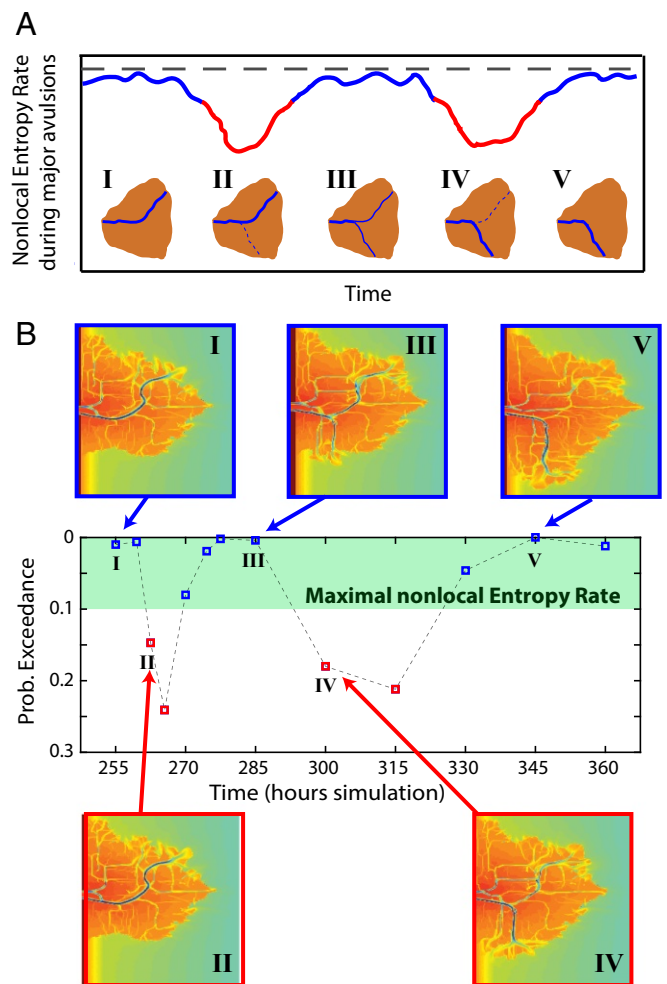 A
Nonlocal Entropy Rate
during major avulsions
I II III IV V
Time
B
I III V
0
0.1
0.2
0.3
Prob. Exceedance
I III V
Maximal nonlocal Entropy Rate
II IV
255 270 285 300 315 330 345 360
Time (hours simulation)
II IV